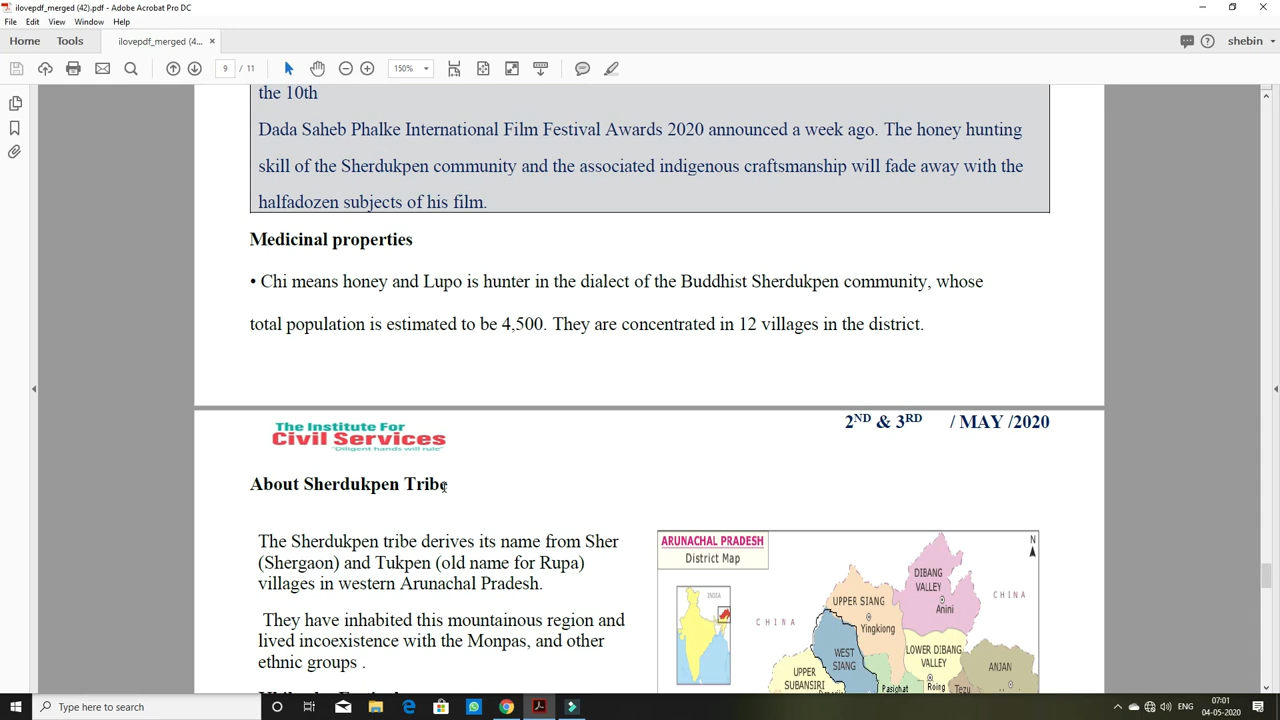 ilovepdf_merged (42).pdf - Adobe Acrobat Pro DC
File Edit View Window Help
Home Tools ilovepdf_merged (4... × shebin
9 / 11 150%
the 10th
Dada Saheb Phalke International Film Festival Awards 2020 announced a week ago. The honey hunting
skill of the Sherdukpen community and the associated indigenous craftsmanship will fade away with the
halfadozen subjects of his film.
Medicinal properties
• Chi means honey and Lupo is hunter in the dialect of the Buddhist Sherdukpen community, whose
total population is estimated to be 4,500. They are concentrated in 12 villages in the district.
The Institute For
Civil Services
"Diligent hands will rule"
2ND & 3RD / MAY /2020
About Sherdukpen Tribe
The Sherdukpen tribe derives its name from Sher
(Shergaon) and Tukpen (old name for Rupa)
villages in western Arunachal Pradesh.
They have inhabited this mountainous region and
lived incoexistence with the Monpas, and other
ethnic groups .
ARUNACHAL PRADESH
District Map
N
INDIA
CHINA
CHINA
DIBANG
VALLEY
Anini
UPPER SIANG
Yingkiong
WEST
SIANG
LOWER DIBANG
VALLEY
Roing
ANJAN
UPPER
SUBANSIRI
Pasighat
Tezu
Type here to search
ENG
07:01
04-05-2020